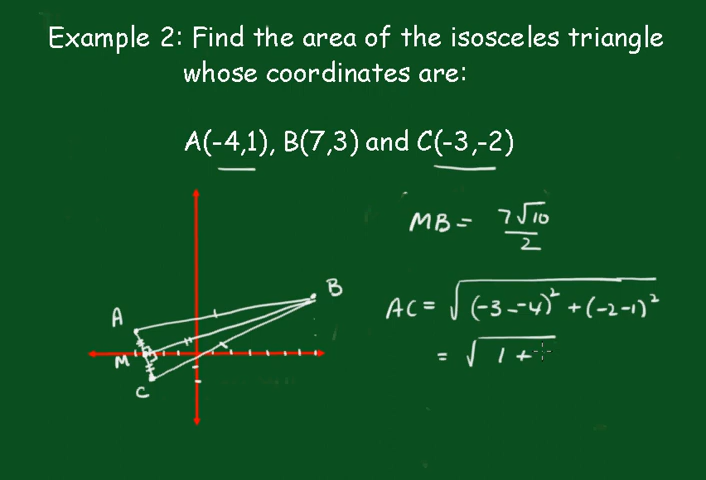 Example 2: Find the area of the isosceles triangle
whose coordinates are:
A(-4,1), B(7,3) and C(-3,-2)
MB = 7√10/2
AC = √(-3--4)² + (-2-1)²
= √1 +
B
A
M
C